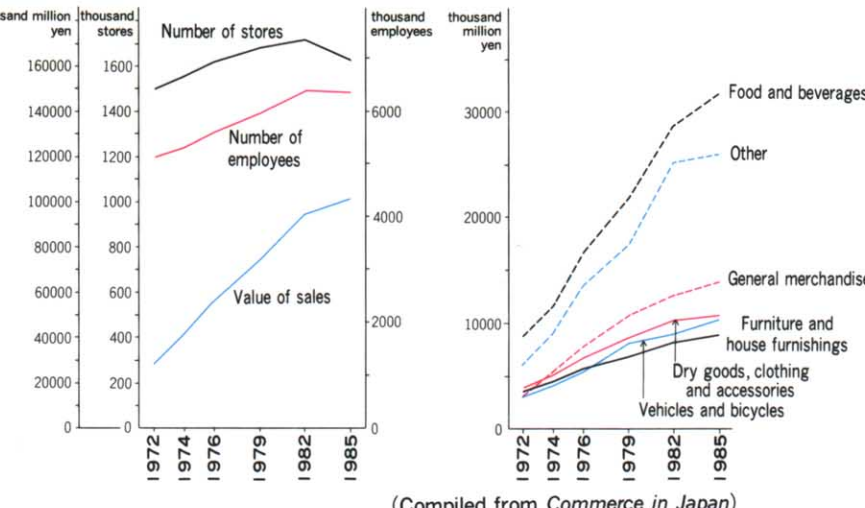 sand million
yen
160000
140000
120000
100000
80000
60000
40000
20000
0
thousand
stores
1600
1400
1200
1000
800
600
400
200
0
Number of stores
Number of
employees
Value of sales
thousand
employees
6000
4000
2000
0
1972
1974
1976
1979
1982
1985
thousand
million
yen
30000
20000
10000
0
Food and beverages
Other
General merchandise
Furniture and
house furnishings
Dry goods, clothing
and accessories
Vehicles and bicycles
1972
1974
1976
1979
1982
1985
(Compiled from Commerce in Japan)